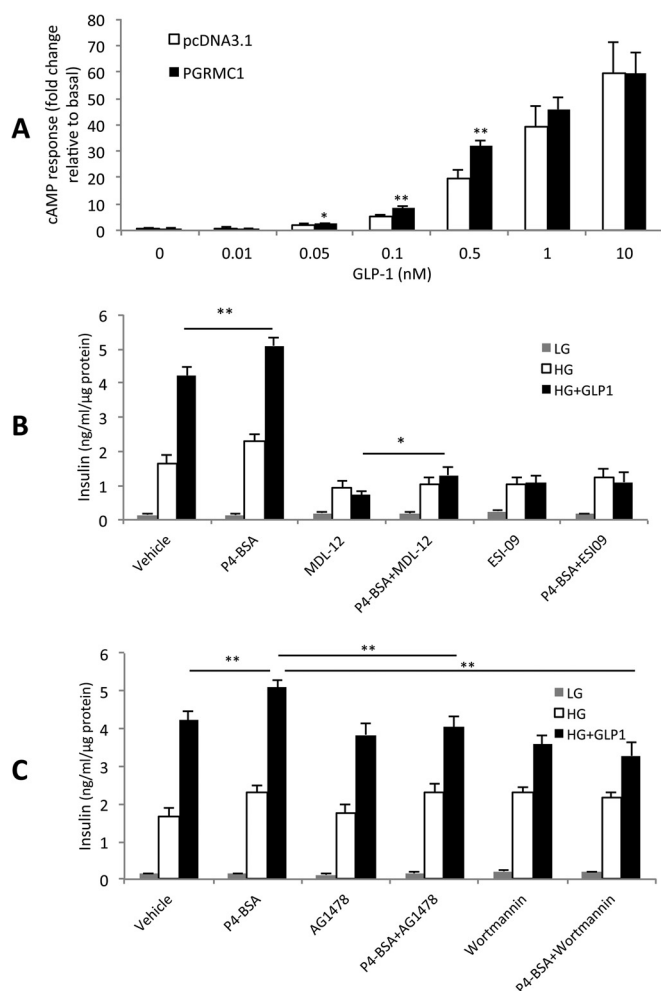 A
cAMP response (fold change
relative to basal)
80
70
60
50
40
30
20
10
0
pcDNA3.1
PGRMC1
*
**
**
0 0.01 0.05 0.1 0.5 1 10
GLP-1 (nM)
B
Insulin (ng/ml/µg protein)
6
5
4
3
2
1
0
**
*
LG
HG
HG+GLP1
Vehicle
P4-BSA
MDL-12
P4-BSA+MDL-12
ESI-09
P4-BSA+ESI09
C
Insulin (ng/ml/µg protein)
6
5
4
3
2
1
0
**
**
**
LG
HG
HG+GLP1
Vehicle
P4-BSA
AG1478
P4-BSA+AG1478
Wortmannin
P4-BSA+Wortmannin